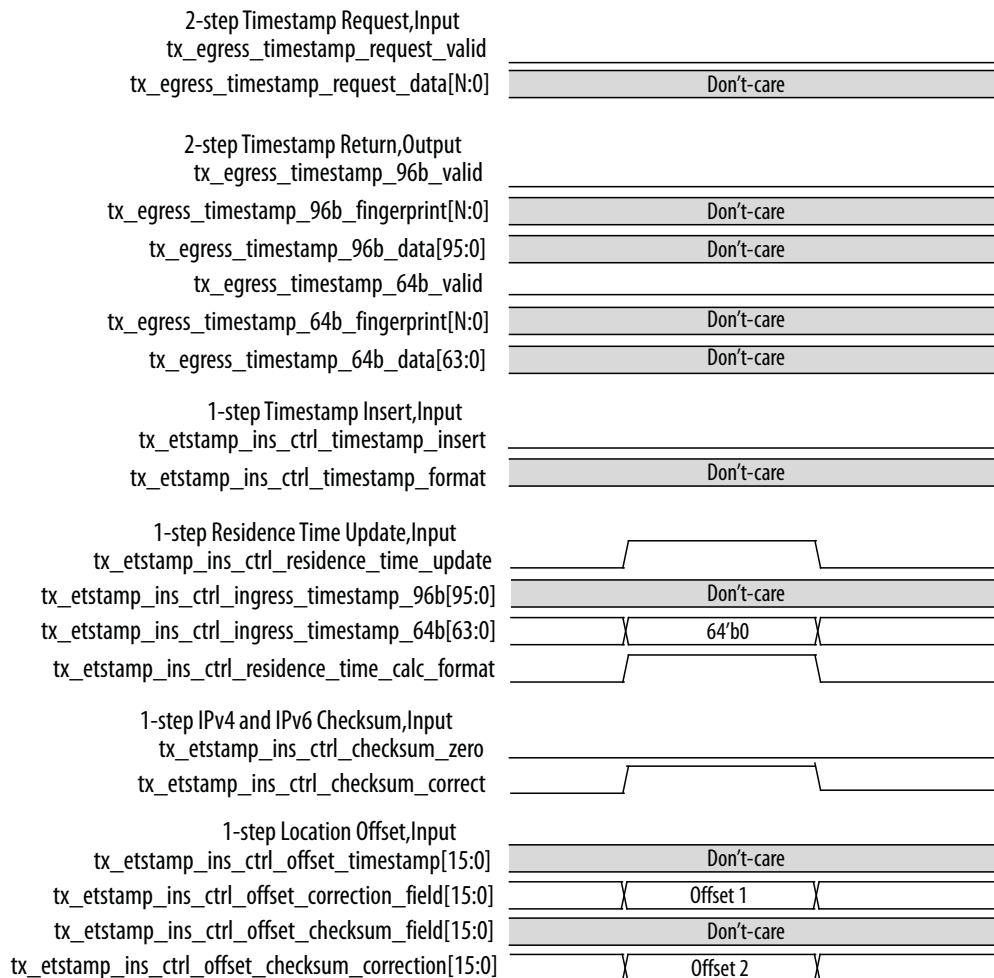 2-step Timestamp Request,Input
tx_egress_timestamp_request_valid
tx_egress_timestamp_request_data[N:0] Don't-care
2-step Timestamp Return,Output
tx_egress_timestamp_96b_valid
tx_egress_timestamp_96b_fingerprint[N:0] Don't-care
tx_egress_timestamp_96b_data[95:0] Don't-care
tx_egress_timestamp_64b_valid
tx_egress_timestamp_64b_fingerprint[N:0] Don't-care
tx_egress_timestamp_64b_data[63:0] Don't-care
1-step Timestamp Insert,Input
tx_etstamp_ins_ctrl_timestamp_insert
tx_etstamp_ins_ctrl_timestamp_format Don't-care
1-step Residence Time Update,Input
tx_etstamp_ins_ctrl_residence_time_update
tx_etstamp_ins_ctrl_ingress_timestamp_96b[95:0] Don't-care
tx_etstamp_ins_ctrl_ingress_timestamp_64b[63:0] 64’b0
tx_etstamp_ins_ctrl_residence_time_calc_format
1-step IPv4 and IPv6 Checksum,Input
tx_etstamp_ins_ctrl_checksum_zero
tx_etstamp_ins_ctrl_checksum_correct
1-step Location Offset,Input
tx_etstamp_ins_ctrl_offset_timestamp[15:0] Don't-care
tx_etstamp_ins_ctrl_offset_correction_field[15:0] Offset 1
tx_etstamp_ins_ctrl_offset_checksum_field[15:0] Don't-care
tx_etstamp_ins_ctrl_offset_checksum_correction[15:0] Offset 2